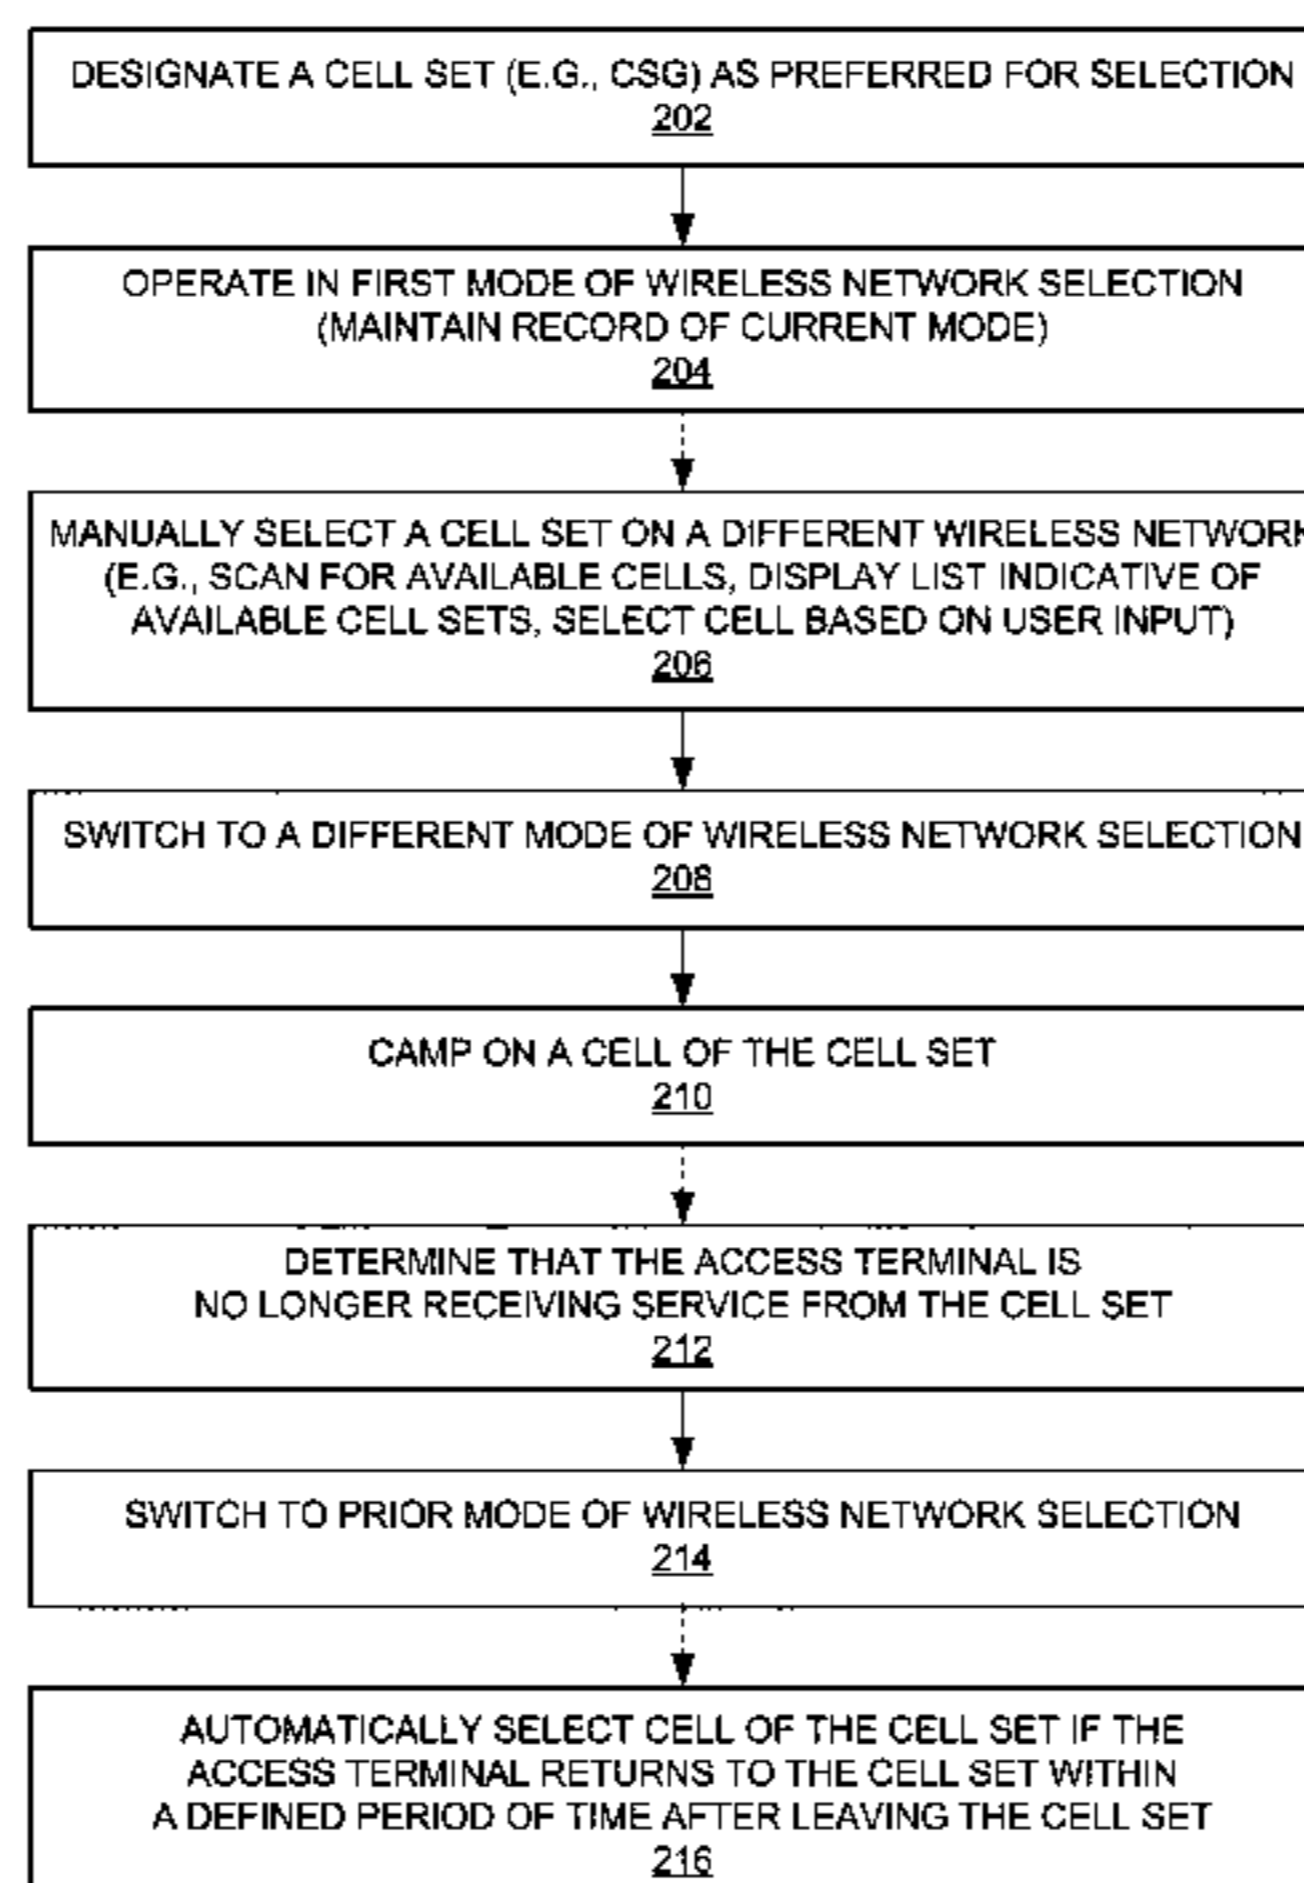 DESIGNATE A CELL SET (E.G., CSG) AS PREFERRED FOR SELECTION
202
OPERATE IN FIRST MODE OF WIRELESS NETWORK SELECTION
(MAINTAIN RECORD OF CURRENT MODE)
204
MANUALLY SELECT A CELL SET ON A DIFFERENT WIRELESS NETWORK
(E.G., SCAN FOR AVAILABLE CELLS, DISPLAY LIST INDICATIVE OF
AVAILABLE CELL SETS, SELECT CELL BASED ON USER INPUT)
206
SWITCH TO A DIFFERENT MODE OF WIRELESS NETWORK SELECTION
208
CAMP ON A CELL OF THE CELL SET
210
DETERMINE THAT THE ACCESS TERMINAL IS
NO LONGER RECEIVING SERVICE FROM THE CELL SET
212
SWITCH TO PRIOR MODE OF WIRELESS NETWORK SELECTION
214
AUTOMATICALLY SELECT CELL OF THE CELL SET IF THE
ACCESS TERMINAL RETURNS TO THE CELL SET WITHIN
A DEFINED PERIOD OF TIME AFTER LEAVING THE CELL SET
216